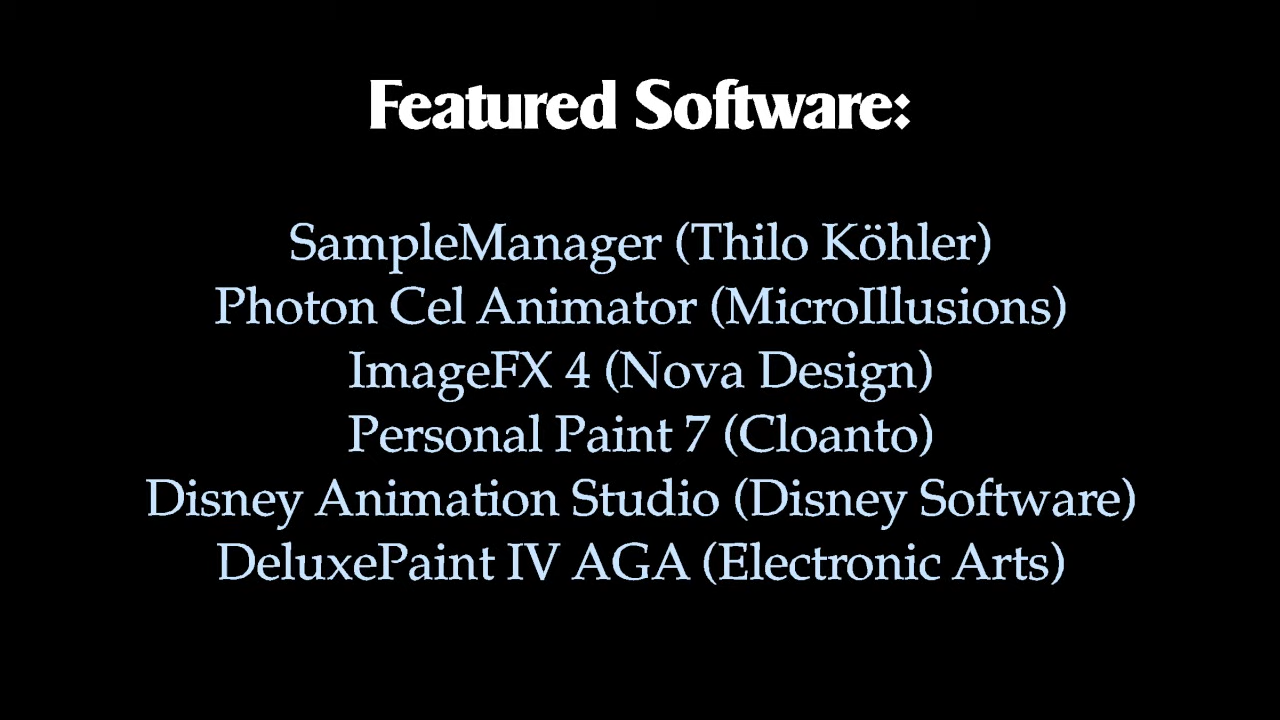 Featured Software:
SampleManager (Thilo Köhler)
Photon Cel Animator (MicroIllusions)
ImageFX 4 (Nova Design)
Personal Paint 7 (Cloanto)
Disney Animation Studio (Disney Software)
DeluxePaint IV AGA (Electronic Arts)